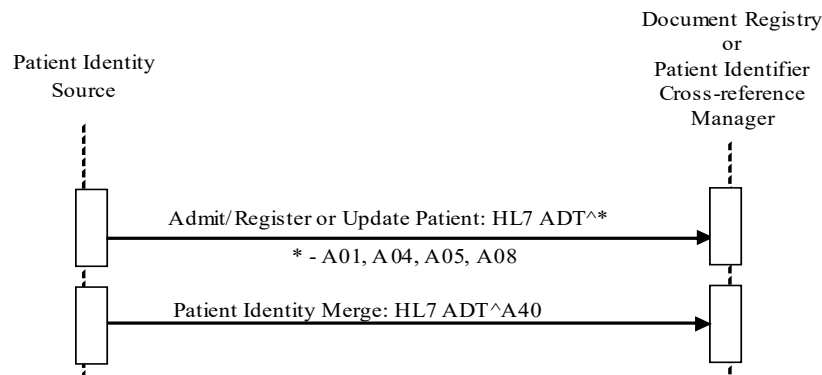 Patient Identity
Source
Document Registry
or
Patient Identifier
Cross-reference
Manager
Admit/Register or Update Patient: HL7 ADT^*
* - A01, A04, A05, A08
Patient Identity Merge: HL7 ADT^A40